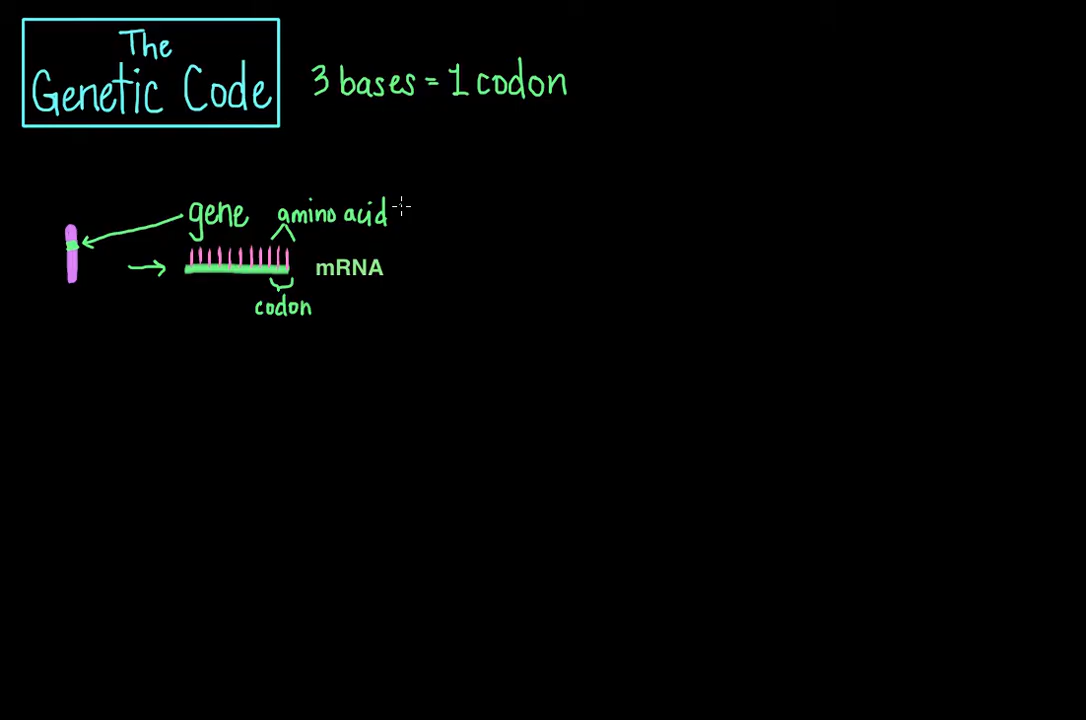 The
Genetic Code
3 bases = 1 codon
gene
amino acid
mRNA
codon